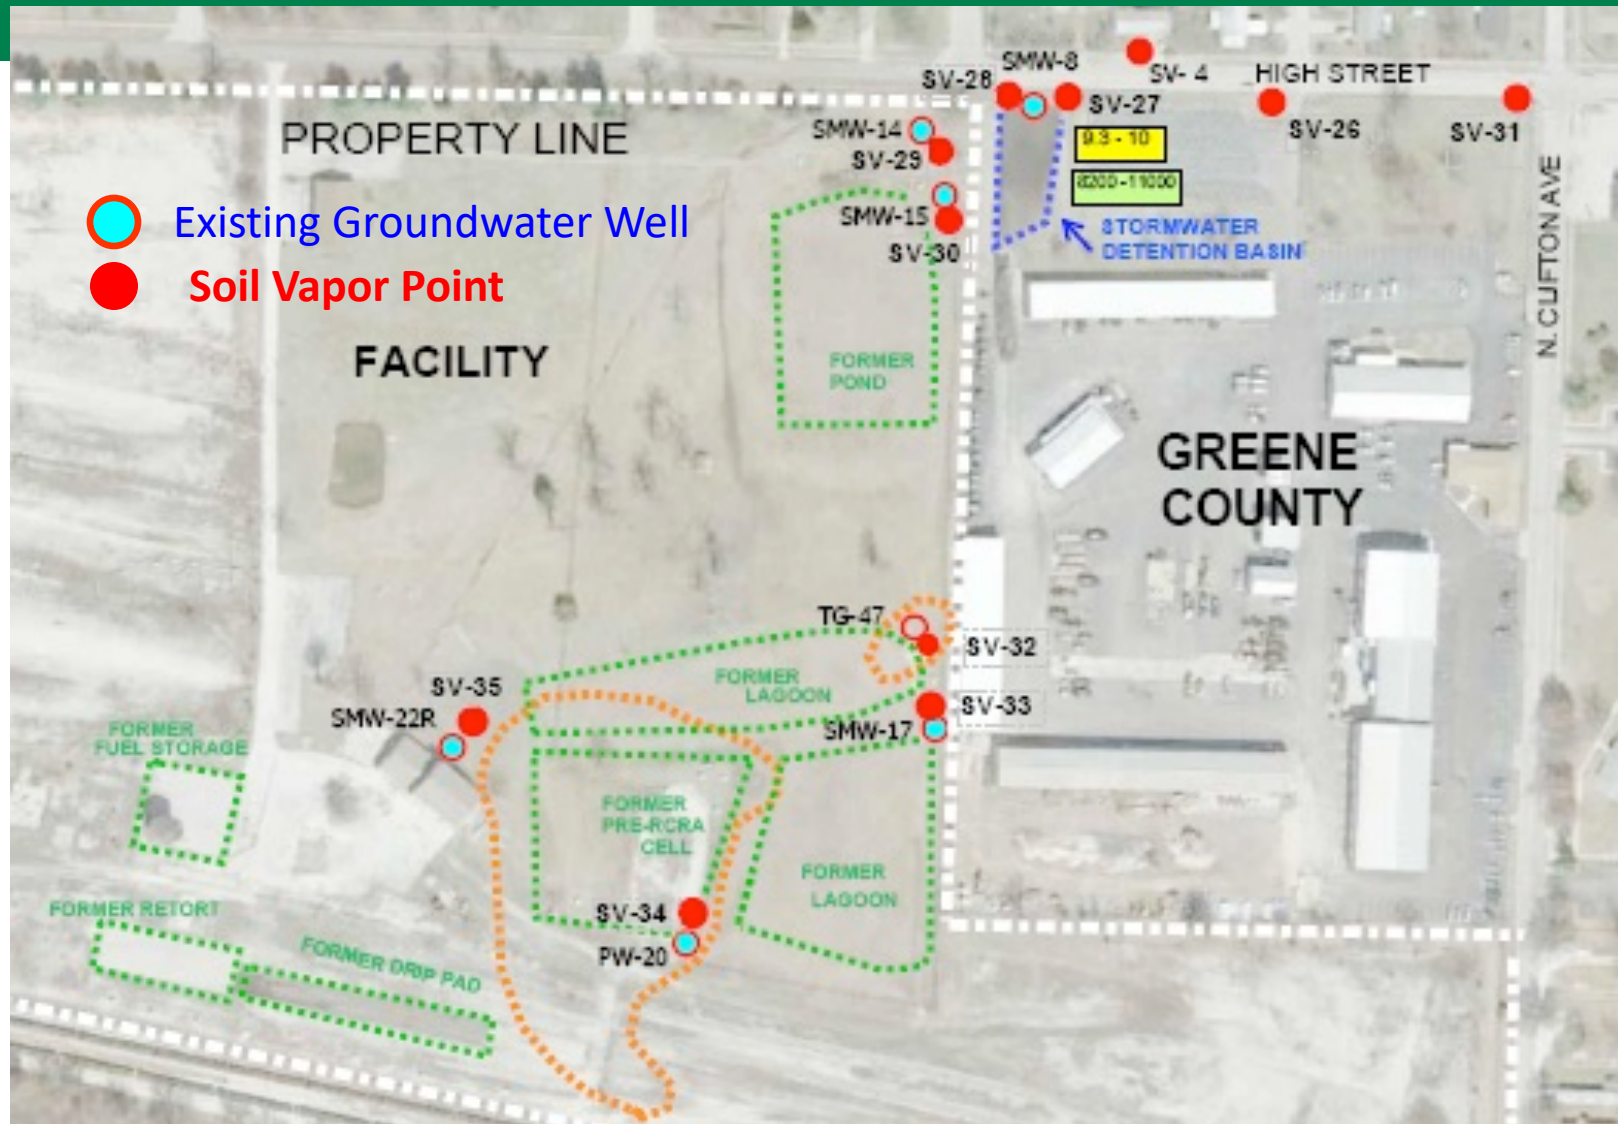 SMW-8
SV-28
SV- 4
HIGH STREET
SV-27
SV-26
SV-31
PROPERTY LINE
SMW-14
SV-29
9.3 - 10
8200 -11000
Existing Groundwater Well
SMW-15
SV-30
STORMWATER
DETENTION BASIN
N. CLIFTON AVE
Soil Vapor Point
FACILITY
FORMER
POND
GREENE
COUNTY
TG-47
SV-32
FORMER
LAGOON
SV-35
SMW-22R
SV-33
SMW-17
FORMER
FUEL STORAGE
FORMER
PRE-RCRA
CELL
FORMER
LAGOON
SV-34
PW-20
FORMER RETORT
FORMER DRIP PAD